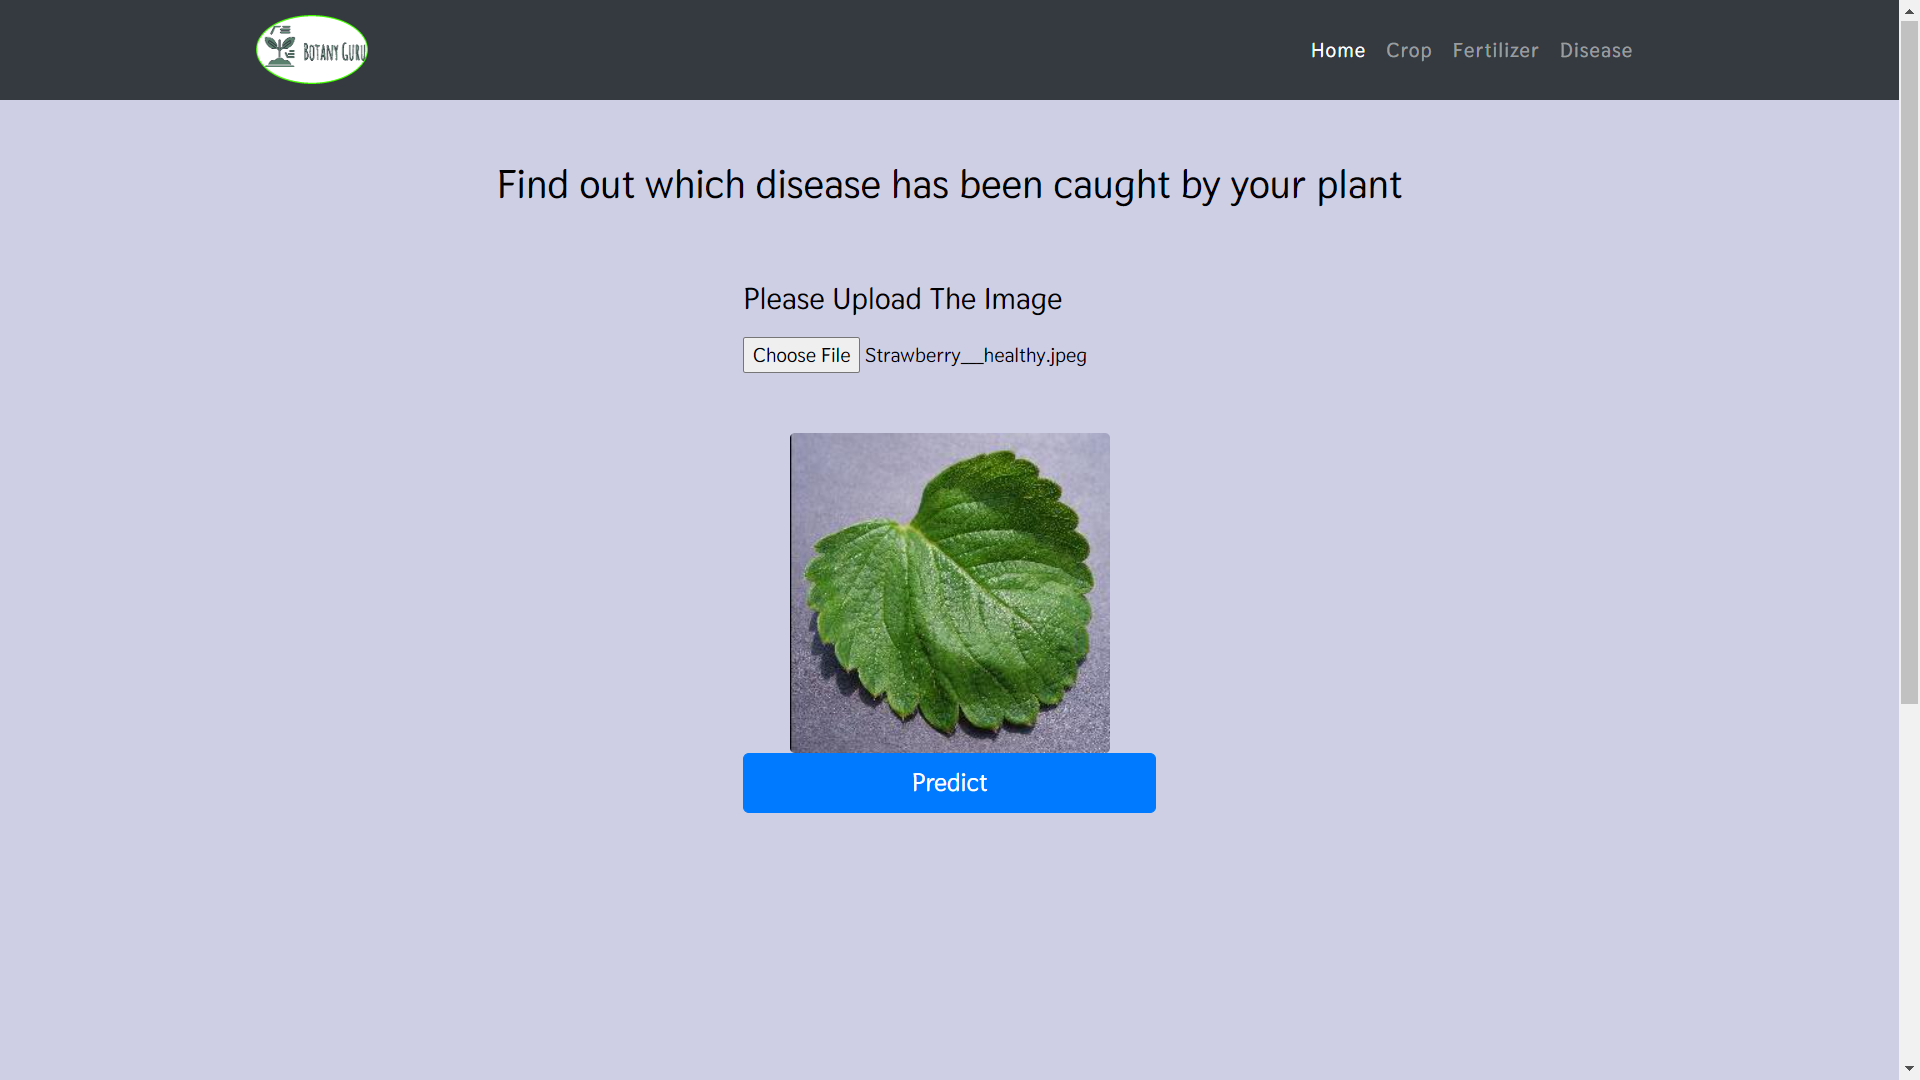 Botany Guru
Home Crop Fertilizer Disease
Find out which disease has been caught by your plant
Please Upload The Image
Choose File Strawberry___healthy.jpeg
Predict